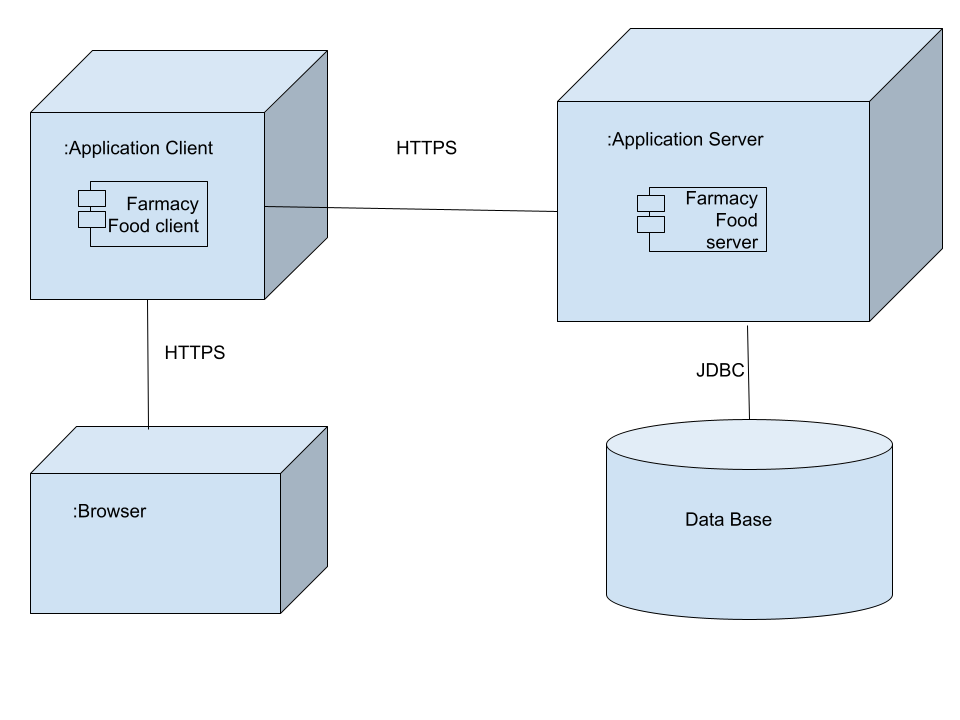 :Application Client
Farmacy
Food client
HTTPS
:Application Server
Farmacy
Food
server
HTTPS
JDBC
:Browser
Data Base